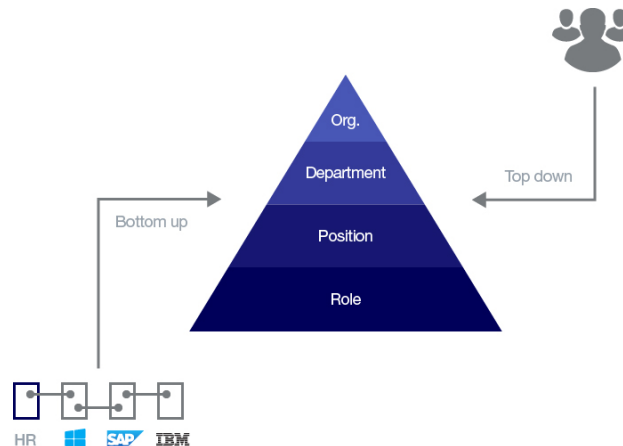 Org.
Department
Top down
Bottom up
Position
Role
HR
SAP
IBM